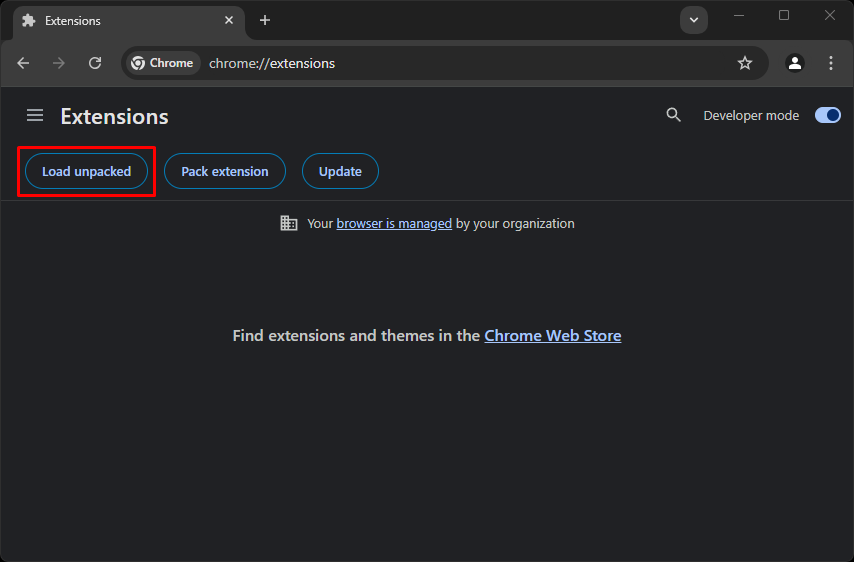 Extensions
Chrome chrome://extensions
Extensions Developer mode
Load unpacked Pack extension Update
Your browser is managed by your organization
Find extensions and themes in the Chrome Web Store